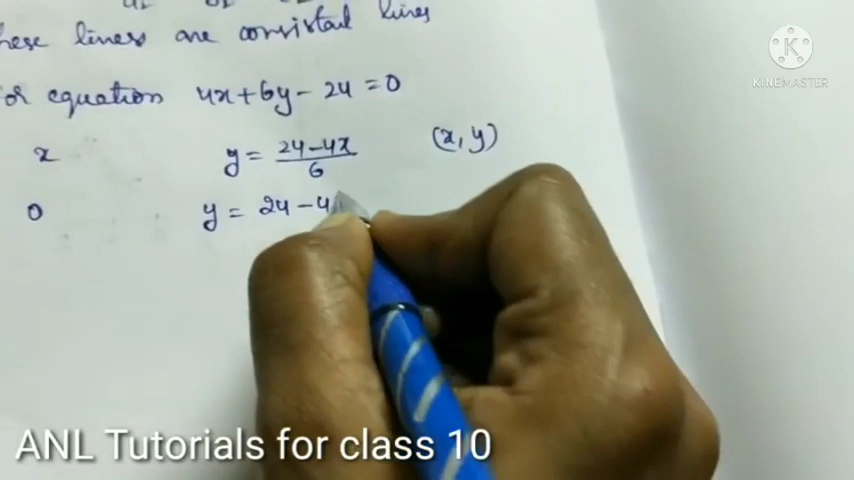 these lines are consistant lines
or equation 4x+6y-24=0
x y = 24-4x/6 (x,y)
0 y = 24-4
K
KINEMASTER
ANL Tutorials for class 10